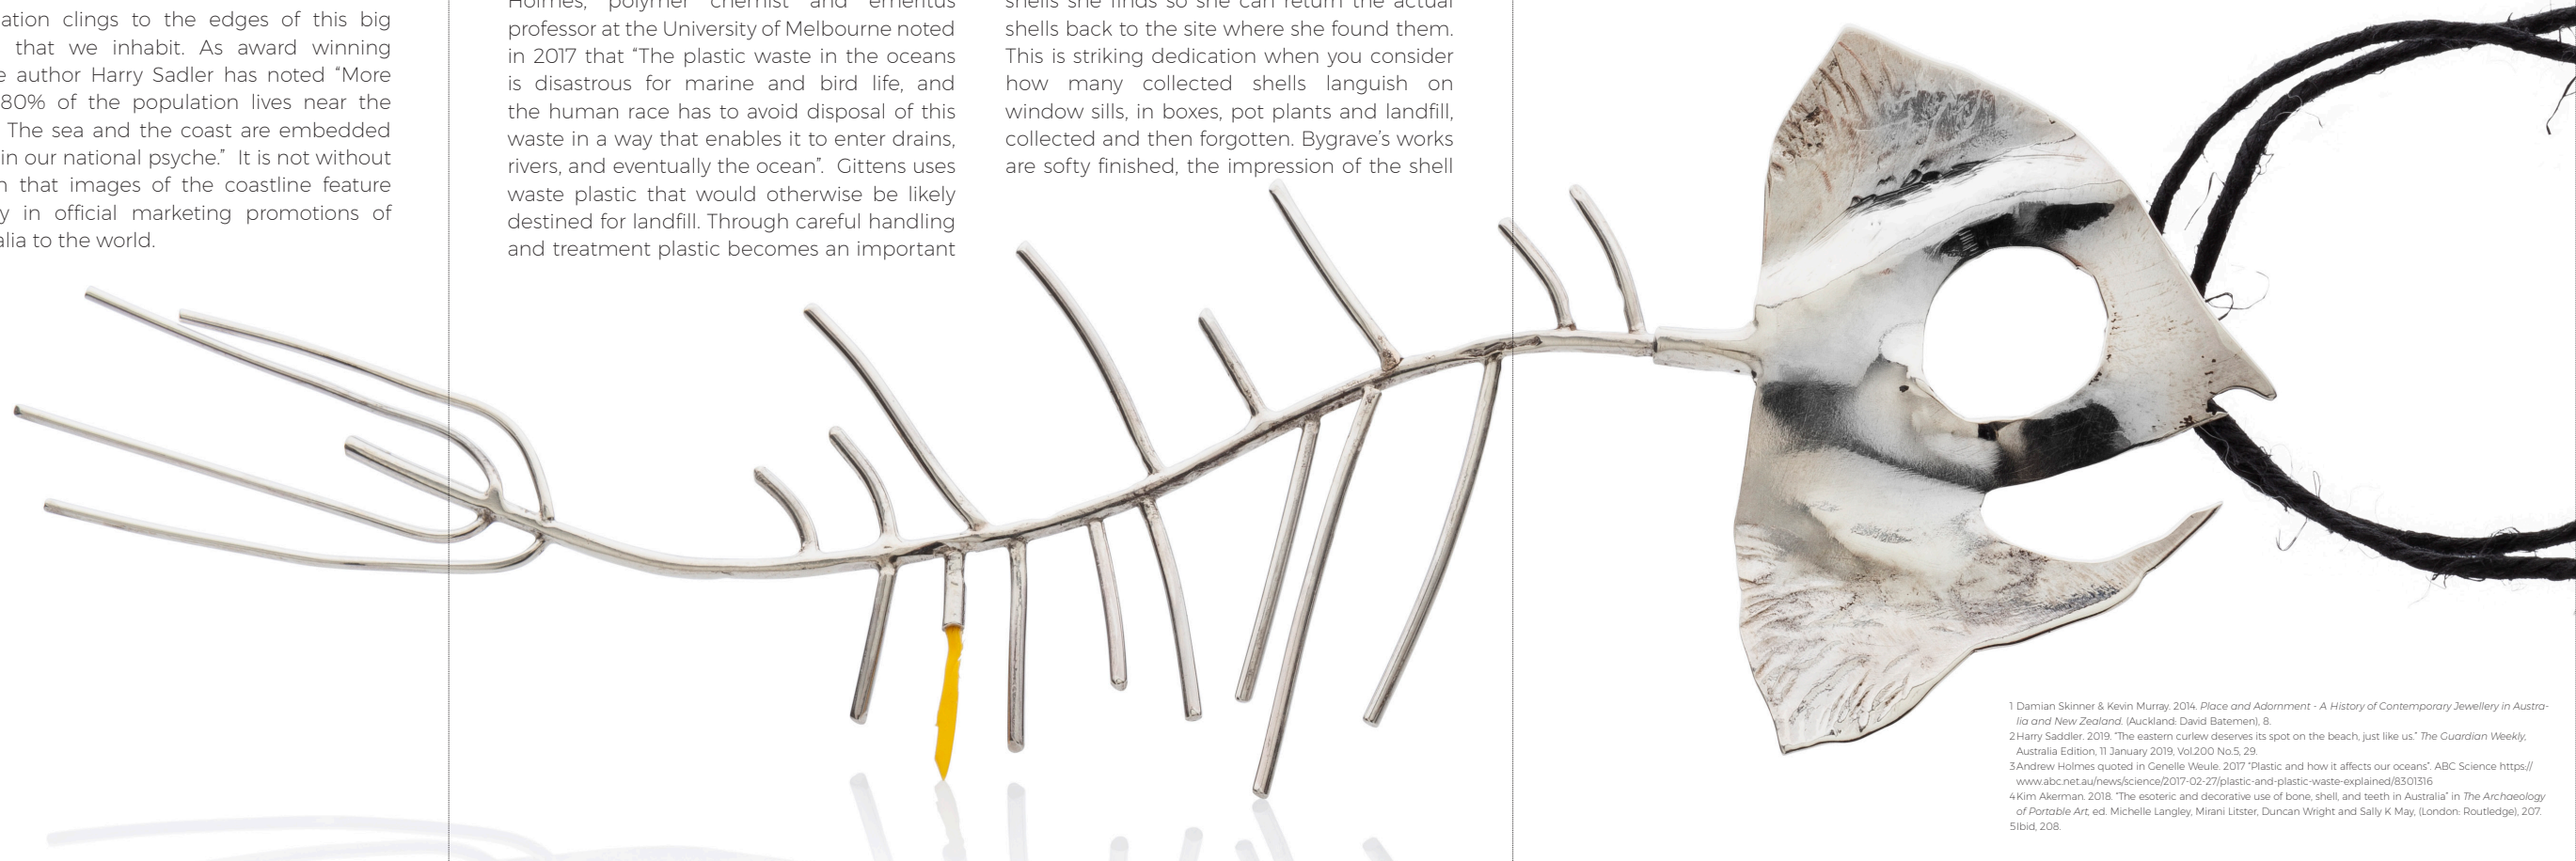 ation clings to the edges of this big
that we inhabit. As award winning
e author Harry Sadler has noted “More
80% of the population lives near the
The sea and the coast are embedded
in our national psyche.” It is not without
n that images of the coastline feature
y in official marketing promotions of
alia to the world.
Holmes, polymer chemist and emeritus
professor at the University of Melbourne noted
in 2017 that “The plastic waste in the oceans
is disastrous for marine and bird life, and
the human race has to avoid disposal of this
waste in a way that enables it to enter drains,
rivers, and eventually the ocean”. Gittens uses
waste plastic that would otherwise be likely
destined for landfill. Through careful handling
and treatment plastic becomes an important
shells she finds so she can return the actual
shells back to the site where she found them.
This is striking dedication when you consider
how many collected shells languish on
window sills, in boxes, pot plants and landfill,
collected and then forgotten. Bygrave’s works
are softy finished, the impression of the shell
1 Damian Skinner & Kevin Murray. 2014. Place and Adornment - A History of Contemporary Jewellery in Austra-
lia and New Zealand. (Auckland: David Batemen), 8.
2 Harry Saddler. 2019. “The eastern curlew deserves its spot on the beach, just like us.” The Guardian Weekly,
Australia Edition, 11 January 2019, Vol.200 No.5, 29.
3 Andrew Holmes quoted in Genelle Weule. 2017 “Plastic and how it affects our oceans”. ABC Science https://
www.abc.net.au/news/science/2017-02-27/plastic-and-plastic-waste-explained/8301316
4 Kim Akerman. 2018. “The esoteric and decorative use of bone, shell, and teeth in Australia” in The Archaeology
of Portable Art, ed. Michelle Langley, Mirani Litster, Duncan Wright and Sally K May, (London: Routledge), 207.
5 Ibid, 208.